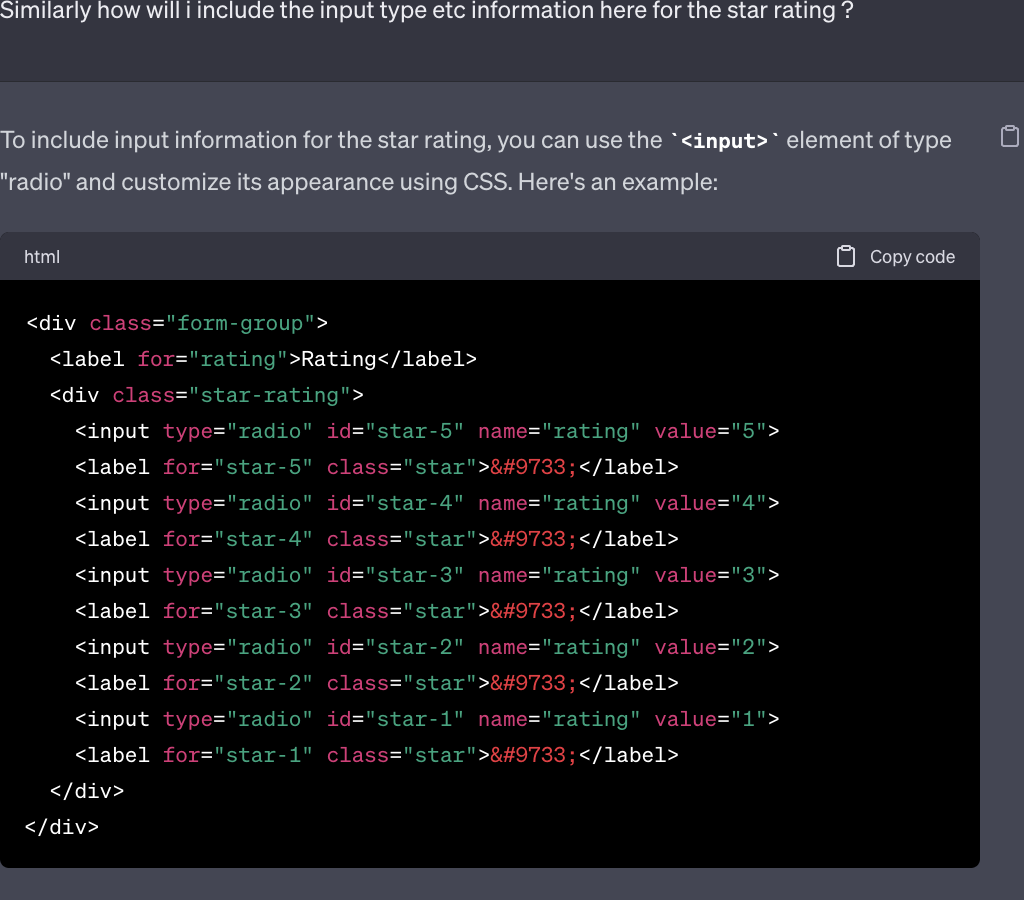 Similarly how will i include the input type etc information here for the star rating ?
To include input information for the star rating, you can use the `<input>` element of type
"radio" and customize its appearance using CSS. Here's an example:
html
Copy code
<div class="form-group">
  <label for="rating">Rating</label>
  <div class="star-rating">
    <input type="radio" id="star-5" name="rating" value="5">
    <label for="star-5" class="star">&#9733;</label>
    <input type="radio" id="star-4" name="rating" value="4">
    <label for="star-4" class="star">&#9733;</label>
    <input type="radio" id="star-3" name="rating" value="3">
    <label for="star-3" class="star">&#9733;</label>
    <input type="radio" id="star-2" name="rating" value="2">
    <label for="star-2" class="star">&#9733;</label>
    <input type="radio" id="star-1" name="rating" value="1">
    <label for="star-1" class="star">&#9733;</label>
  </div>
</div>